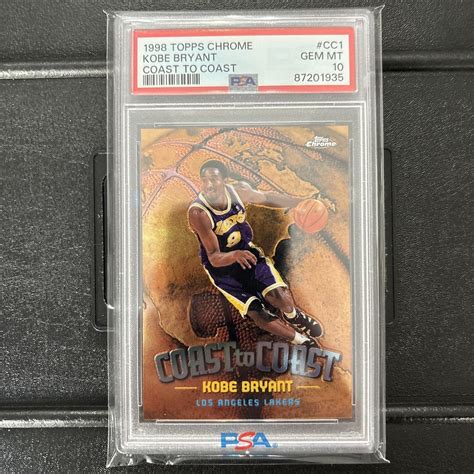 1998 TOPPS CHROME #CC1
KOBE BRYANT GEM MT
COAST TO COAST PSA 10
87201935
Topps
Chrome
COAST to COAST
KOBE BRYANT
LOS ANGELES LAKERS
PSA